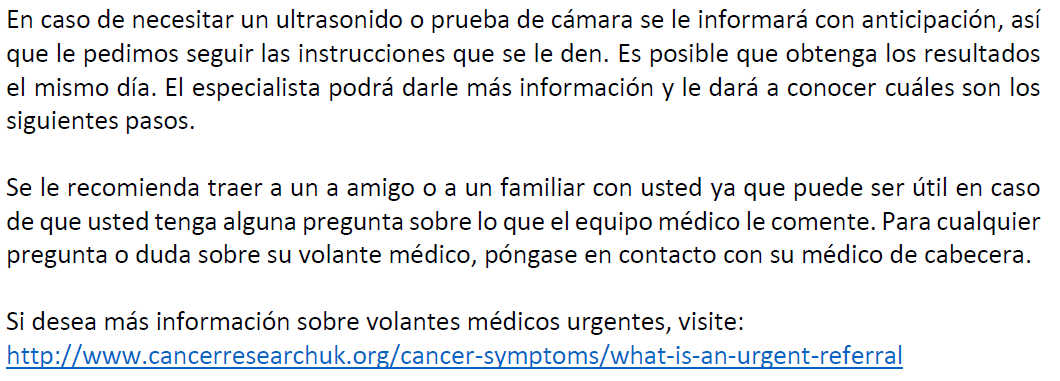 En caso de necesitar un ultrasonido o prueba de cámara se le informará con anticipación, así
que le pedimos seguir las instrucciones que se le den. Es posible que obtenga los resultados
el mismo día. El especialista podrá darle más información y le dará a conocer cuáles son los
siguientes pasos.
Se le recomienda traer a un a amigo o a un familiar con usted ya que puede ser útil en caso
de que usted tenga alguna pregunta sobre lo que el equipo médico le comente. Para cualquier
pregunta o duda sobre su volante médico, póngase en contacto con su médico de cabecera.
Si desea más información sobre volantes médicos urgentes, visite:
http://www.cancerresearchuk.org/cancer-symptoms/what-is-an-urgent-referral